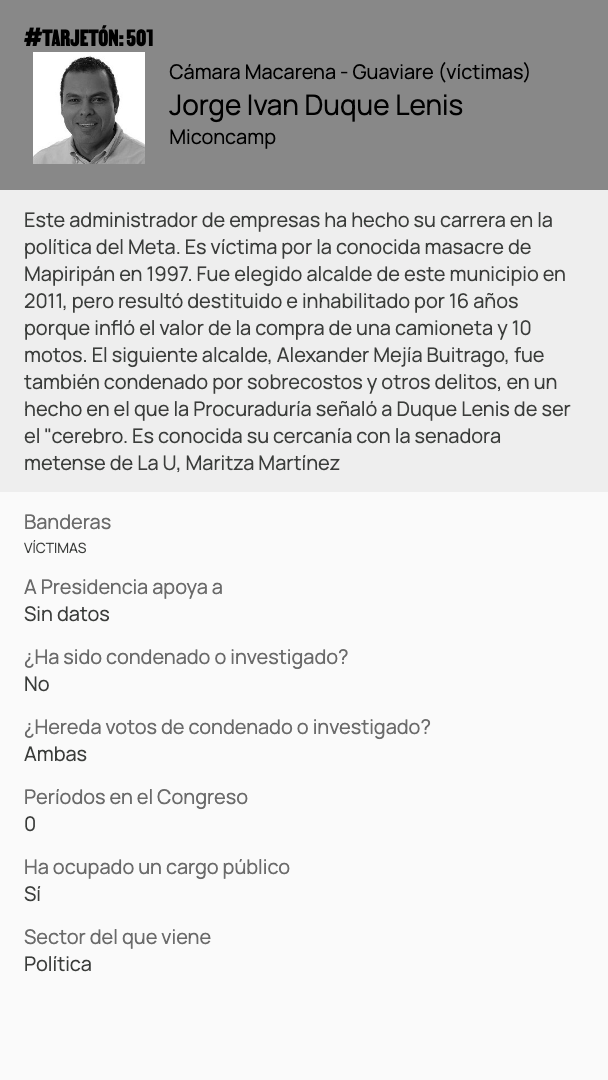 #TARJETÓN: 501
Cámara Macarena - Guaviare (víctimas)
Jorge Ivan Duque Lenis
Miconcamp
Este administrador de empresas ha hecho su carrera en la
política del Meta. Es víctima por la conocida masacre de
Mapiripán en 1997. Fue elegido alcalde de este municipio en
2011, pero resultó destituido e inhabilitado por 16 años
porque infló el valor de la compra de una camioneta y 10
motos. El siguiente alcalde, Alexander Mejía Buitrago, fue
también condenado por sobrecostos y otros delitos, en un
hecho en el que la Procuraduría señaló a Duque Lenis de ser
el "cerebro. Es conocida su cercanía con la senadora
metense de La U, Maritza Martínez
Banderas
VÍCTIMAS
A Presidencia apoya a
Sin datos
¿Ha sido condenado o investigado?
No
¿Hereda votos de condenado o investigado?
Ambas
Períodos en el Congreso
0
Ha ocupado un cargo público
Sí
Sector del que viene
Política